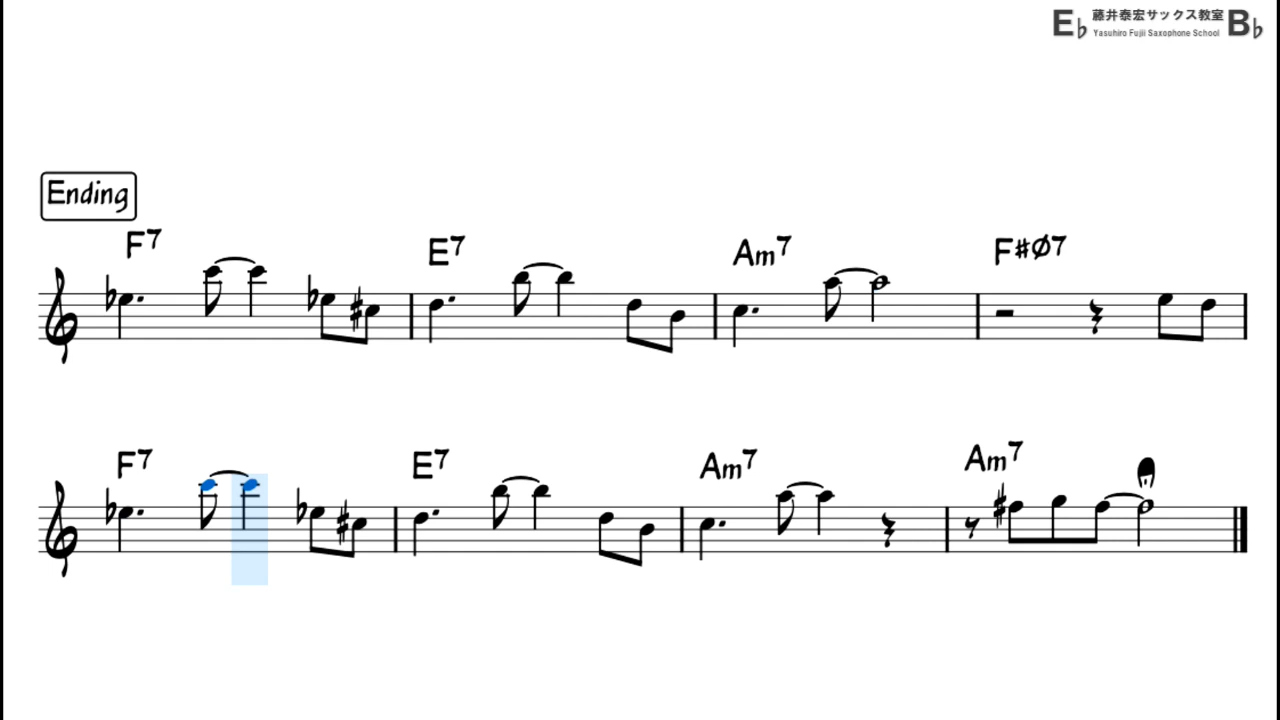 E♭ 藤井泰宏サックス教室 B♭
Yasuhiro Fujii Saxophone School
Ending
F7 E7 Am7 F#Ø7
F7 E7 Am7 Am7